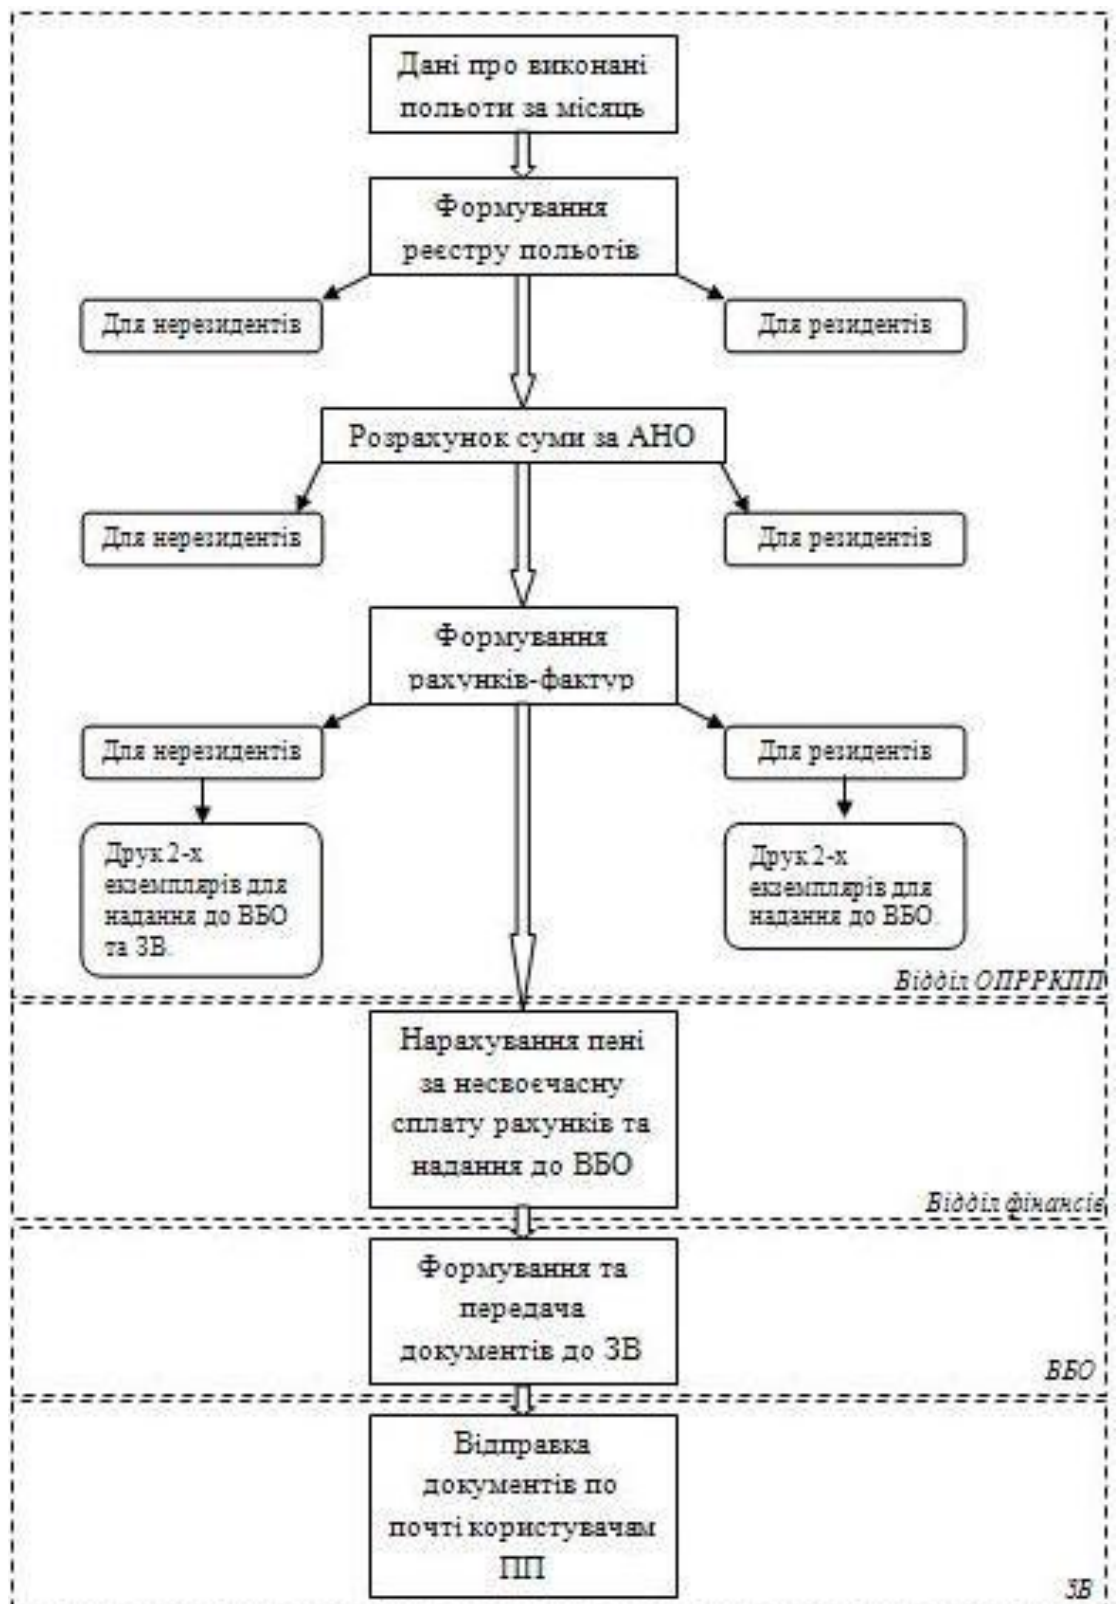 Дані про виконані
польоти за місяць
Формування
реєстру польотів
Для нерезидентів
Для резидентів
Розрахунок суми за АНО
Для нерезидентів
Для резидентів
Формування
рахунків-фактур
Для нерезидентів
Для резидентів
Друк 2-х
екземплярів для
надання до ВБО
та ЗВ.
Друк 2-х
екземплярів для
надання до ВБО.
Відділ ОПРРКПП
Нарахування пені
за несвоєчасну
сплату рахунків та
надання до ВБО
Відділ фінансів
Формування та
передача
документів до ЗВ
ВБО
Відправка
документів по
почті користувачам
ПП
ЗВ